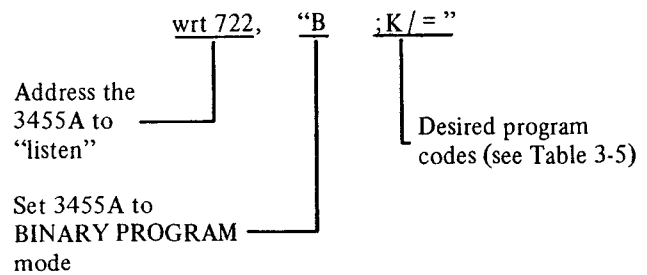 wrt 722, “B ;K/=”
Address the
3455A to
“listen”
Desired program
codes (see Table 3-5)
Set 3455A to
BINARY PROGRAM
mode